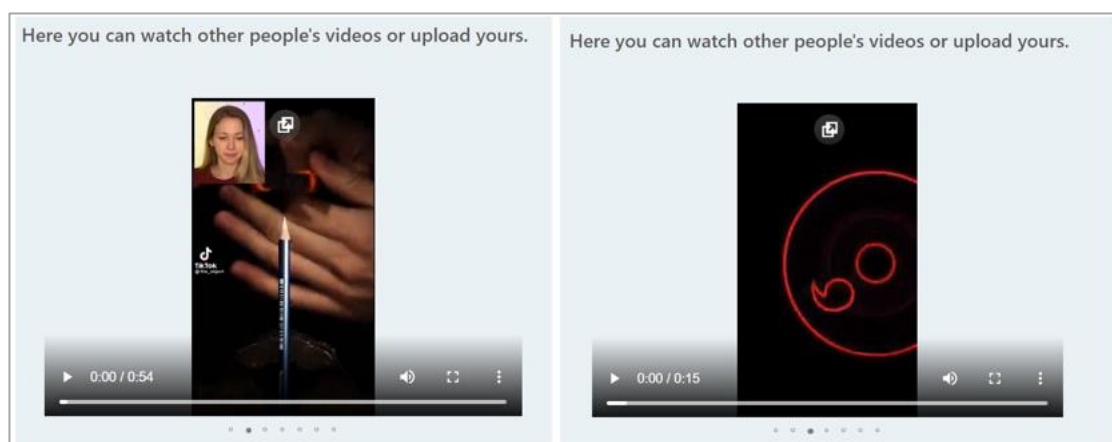 Here you can watch other people's videos or upload yours.
0:00 / 0:54
TikTok
Here you can watch other people's videos or upload yours.
0:00 / 0:15